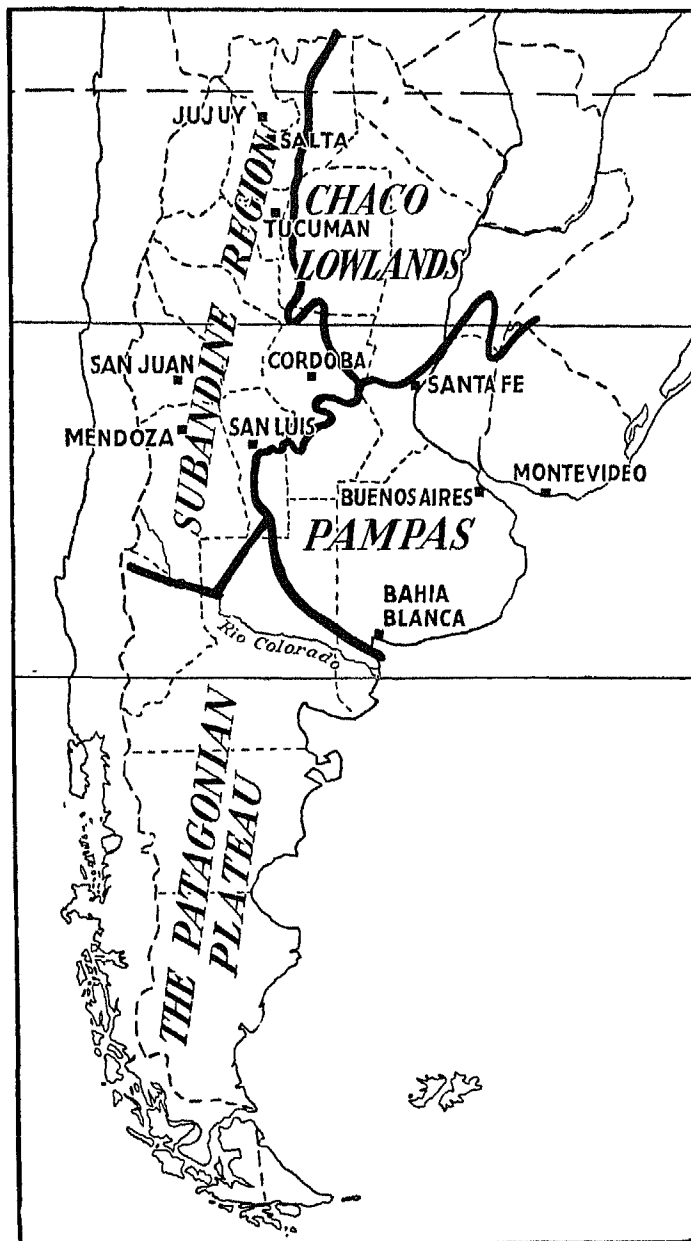 JUJUY
SALTA
CHACO
LOWLANDS
TUCUMAN
SUBANDINE REGION
SAN JUAN
CORDOBA
SANTA FE
MENDOZA
SAN LUIS
BUENOS AIRES
MONTEVIDEO
PAMPAS
BAHIA
BLANCA
Rio Colorado
THE PATAGONIAN
PLATEAU